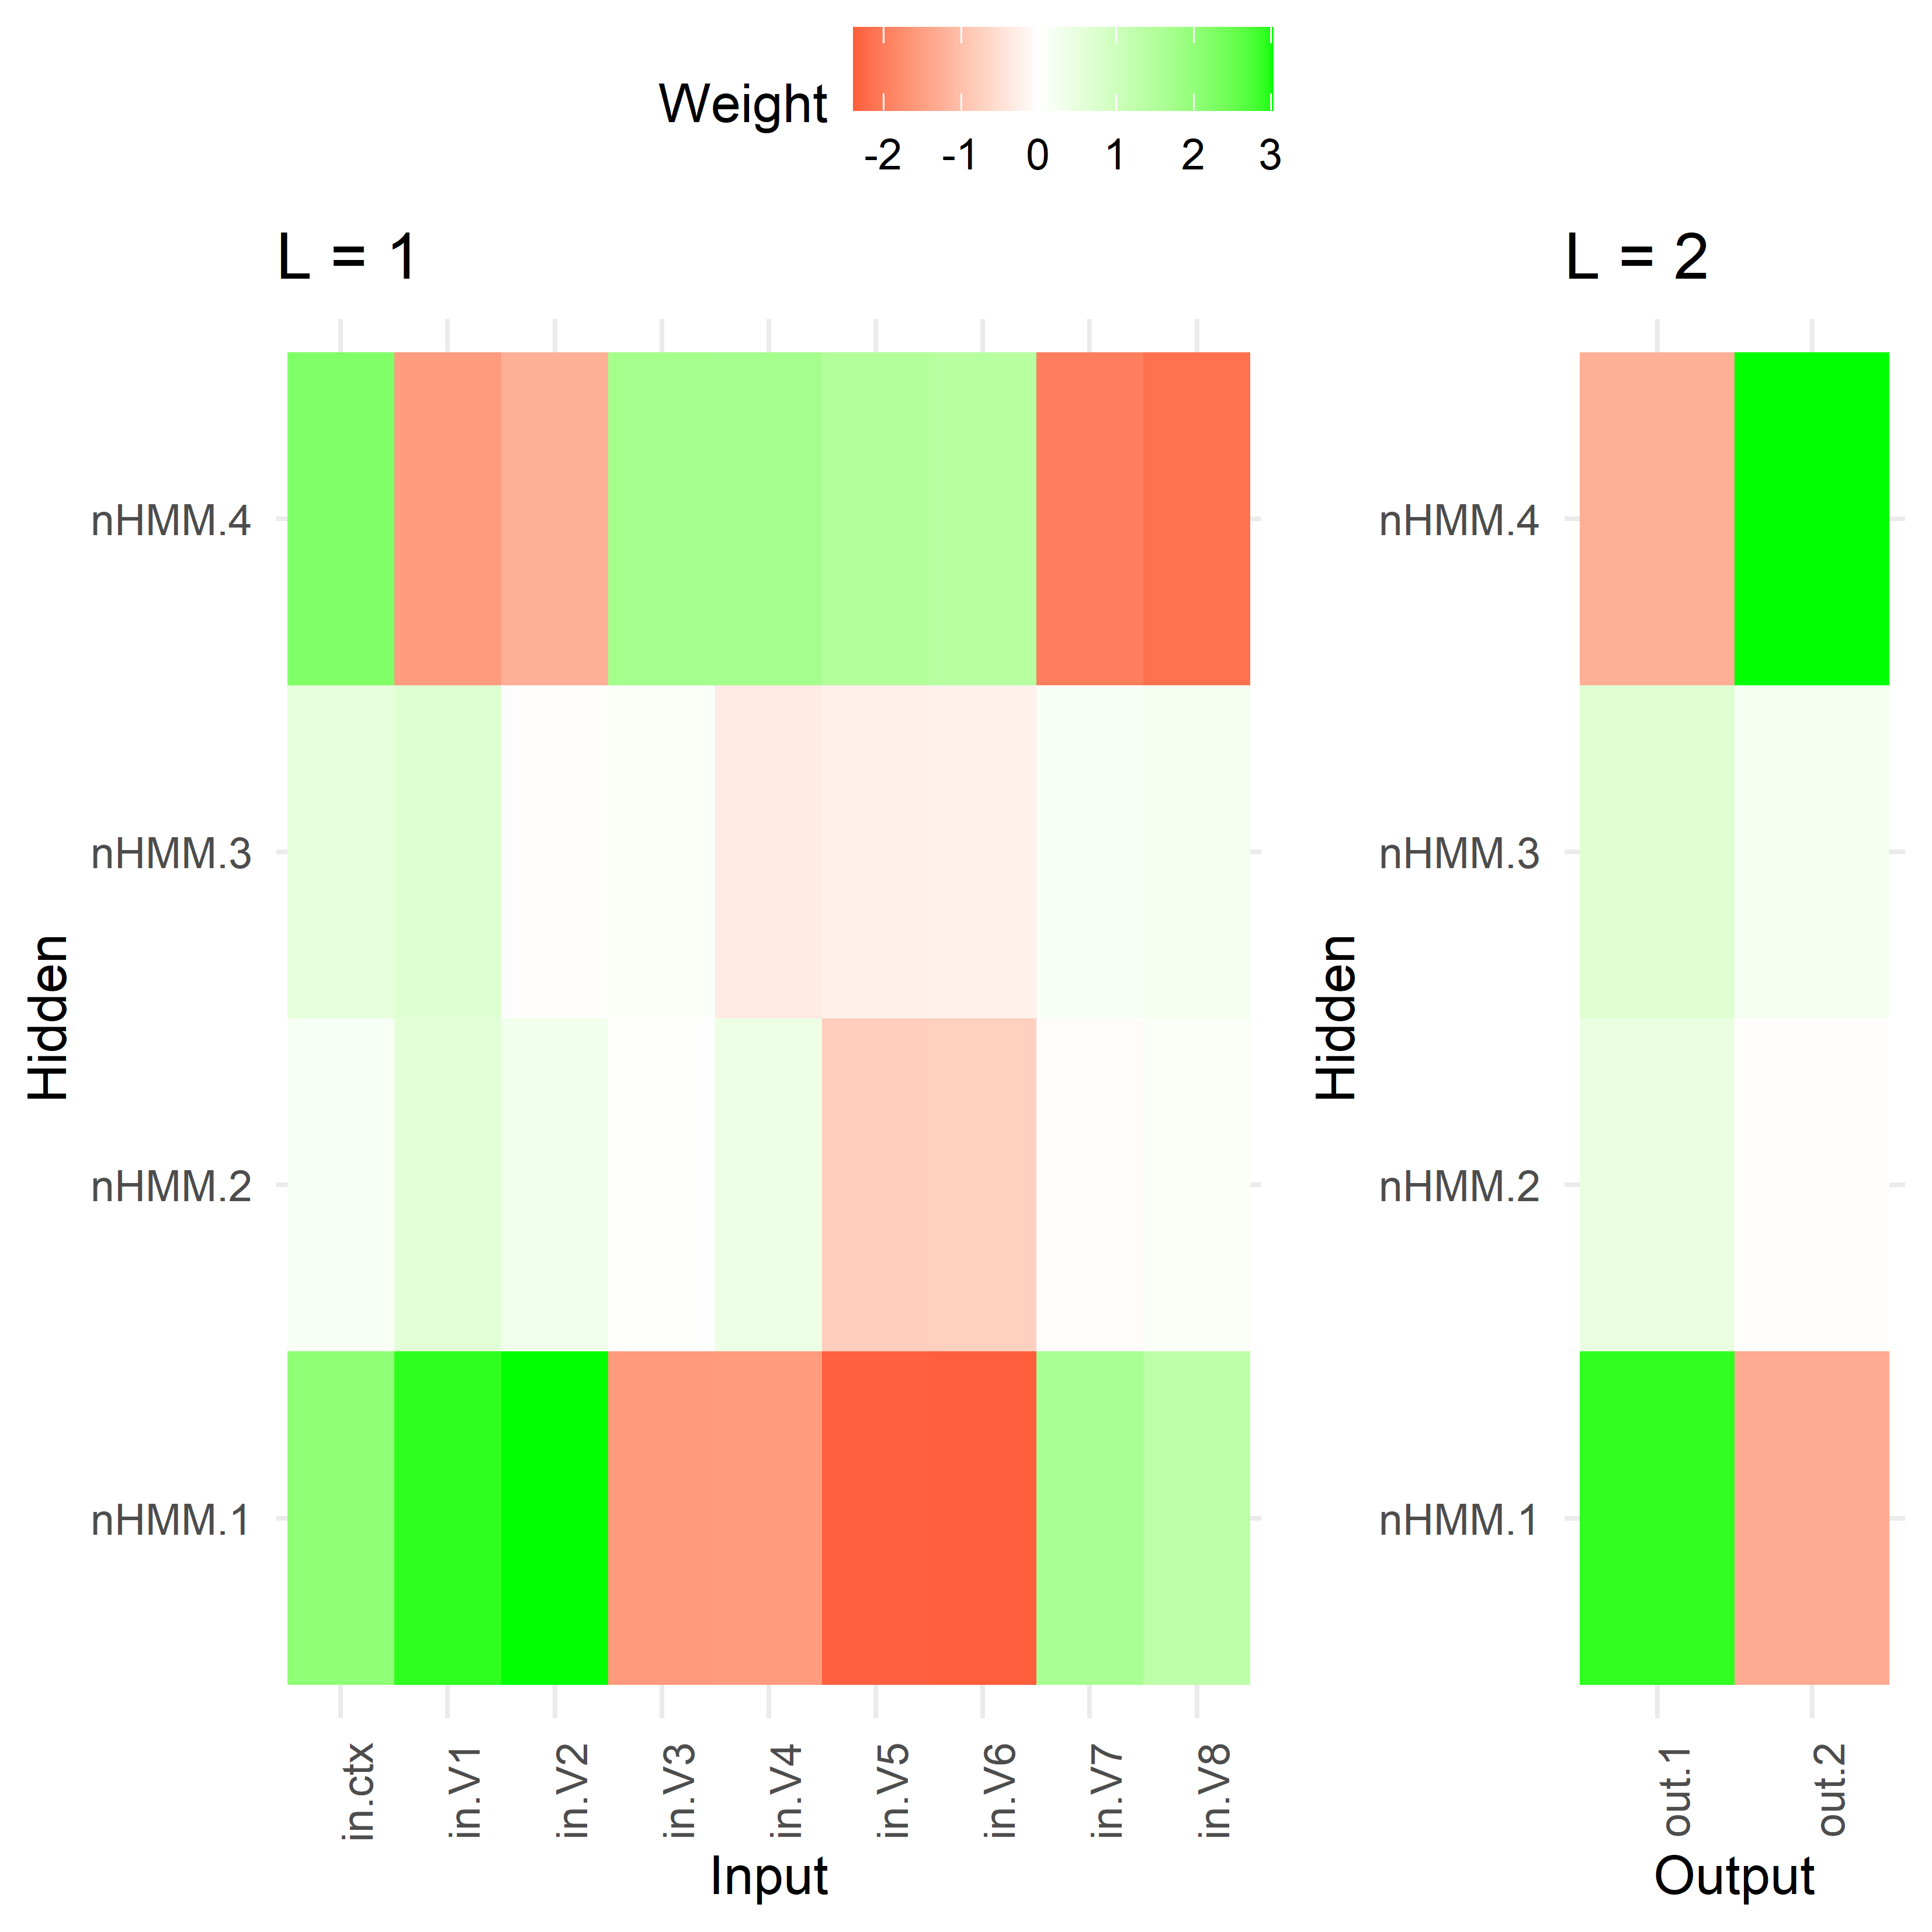 Weight
-2 -1 0 1 2 3
L = 1
L = 2
Hidden
nHMM.4
nHMM.3
nHMM.2
nHMM.1
in.ctx
in.V1
in.V2
in.V3
in.V4
in.V5
in.V6
in.V7
in.V8
Input
Hidden
nHMM.4
nHMM.3
nHMM.2
nHMM.1
out.1
out.2
Output